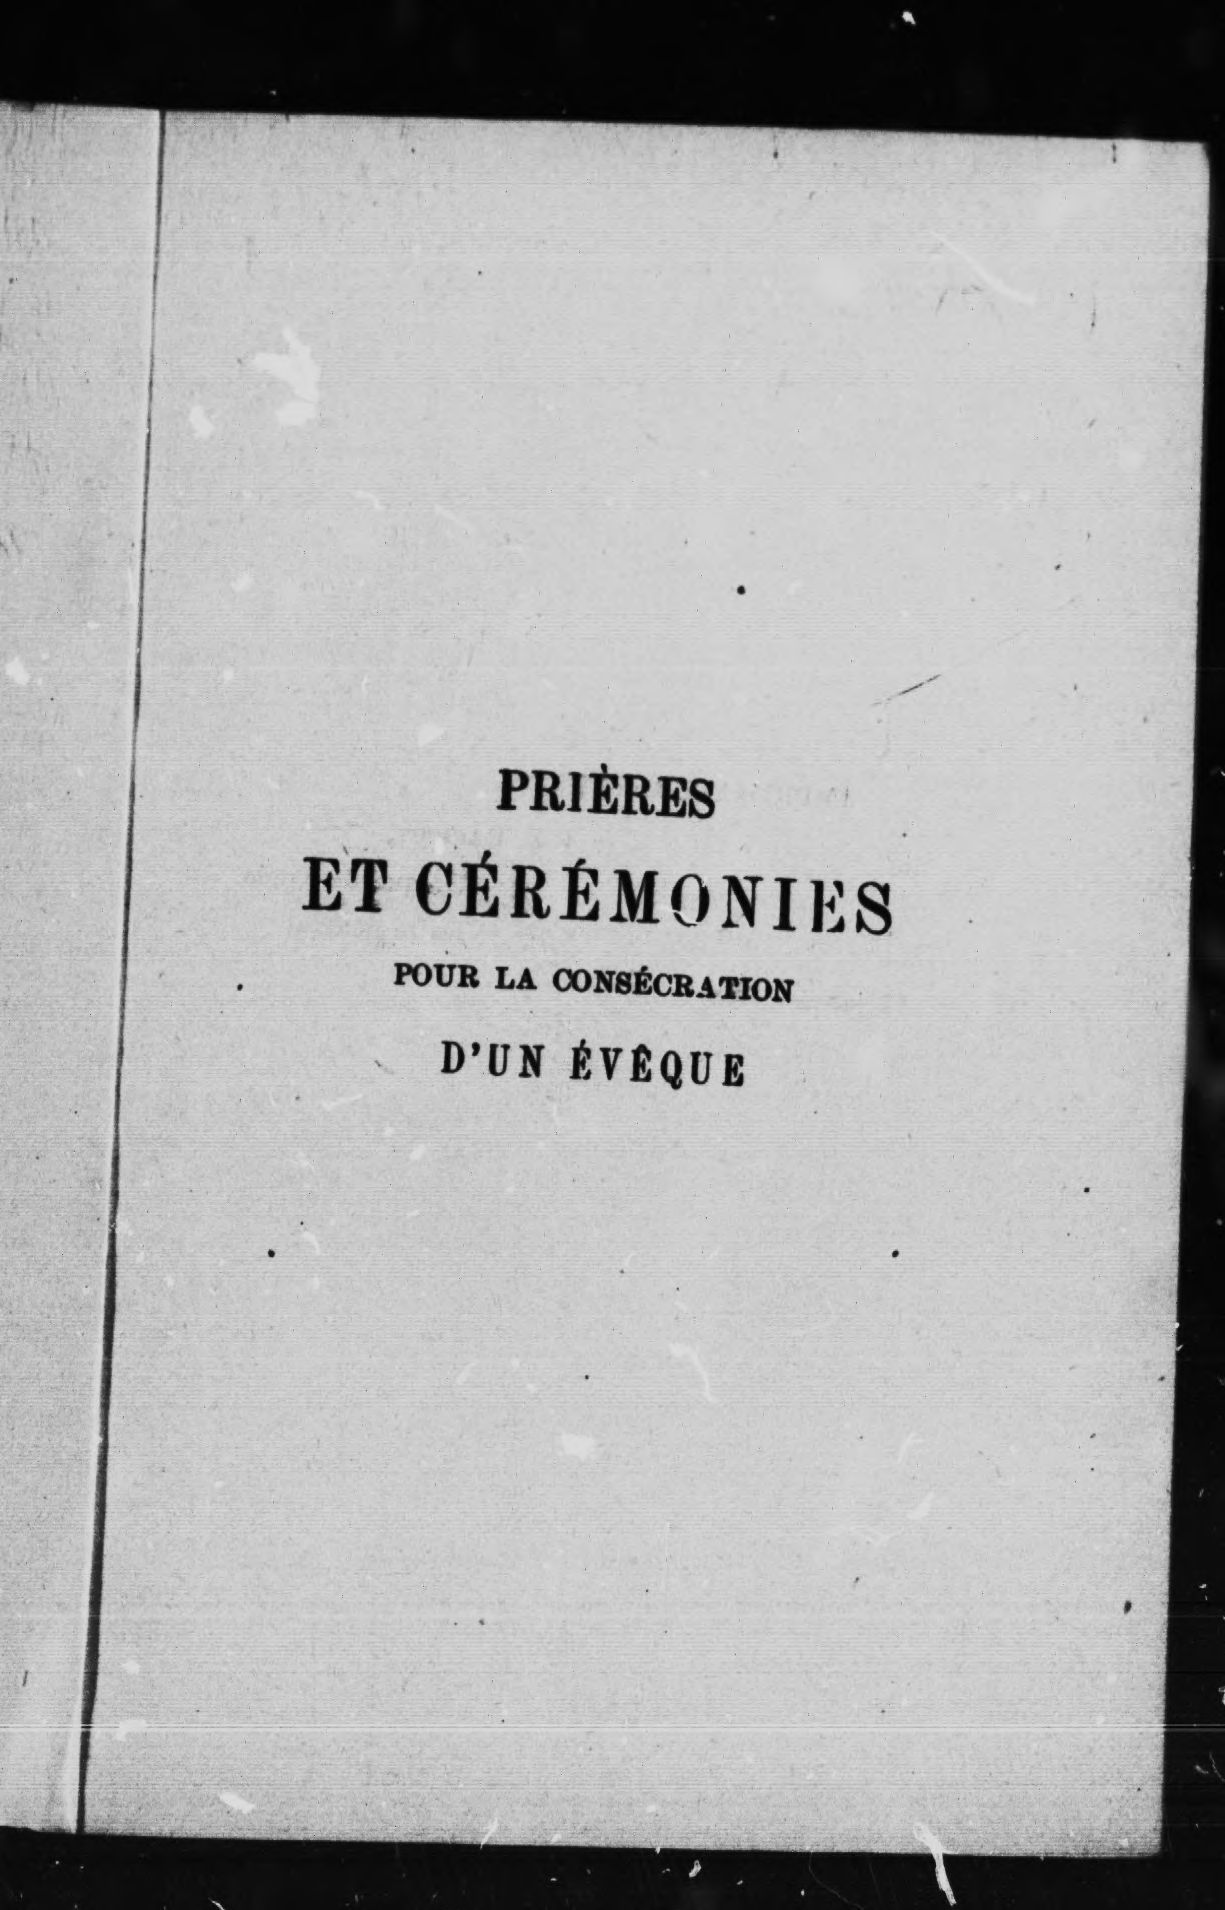 PRIÈRES
ET CÉRÉMONIES
POUR LA CONSÉCRATION
D'UN ÉVÊQUE